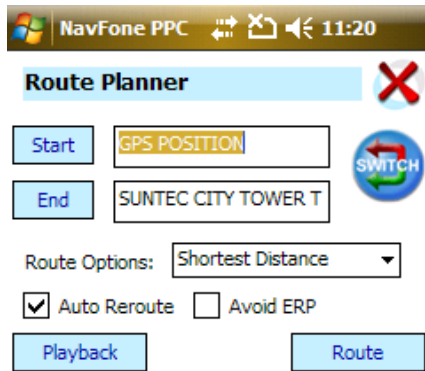 NavFone PPC 11:20
Route Planner
Start GPS POSITION
SWITCH
End SUNTEC CITY TOWER T
Route Options: Shortest Distance
Auto Reroute Avoid ERP
Playback Route